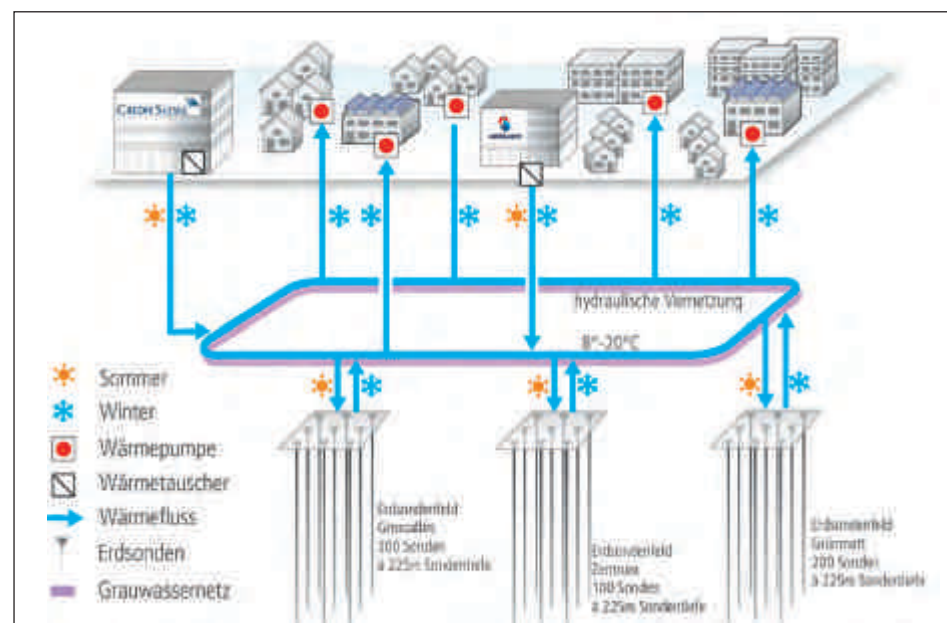 CREDIT SUISSE
hydraulische Vernetzung
8°-20°C
Sommer
Winter
Wärmepumpe
Wärmetauscher
Wärmefluss
Erdsonden
Grauwassernetz
Erdsondenfeld
300 Sonden
à 225m Sondentiefe
Erdsondenfeld
Zentrum
100 Sonden
à 225m Sondentiefe
Erdsondenfeld
Grünmatt
200 Sonden
à 225m Sondentiefe